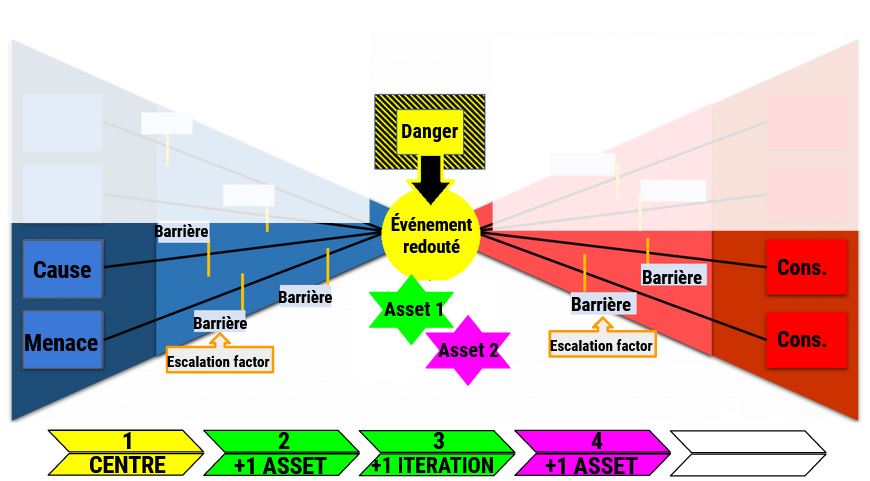 Danger
Événement
redouté
Barrière
Cause
Cons.
Barrière
Barrière
Barrière
Asset 1
Barrière
Menace
Cons.
Asset 2
Escalation factor
Escalation factor
1
2
3
4
CENTRE
+1 ASSET
+1 ITERATION
+1 ASSET